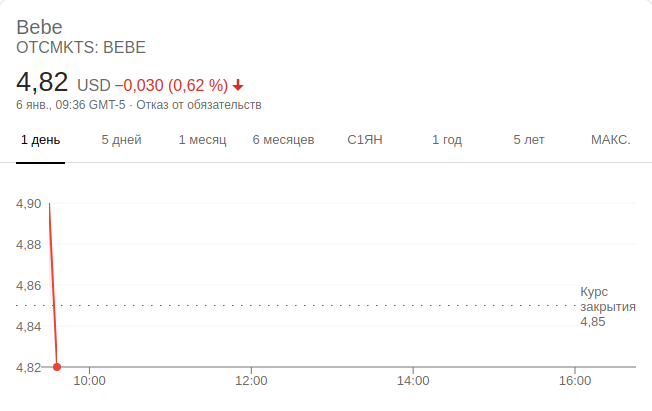 Bebe
OTCMKTS: BEBE
4,82 USD −0,030 (0,62 %)
6 янв., 09:36 GMT-5 · Отказ от обязательств
1 день 5 дней 1 месяц 6 месяцев С1ЯН 1 год 5 лет МАКС.
4,90
4,88
4,86
Курс
закрытия
4,85
4,84
4,82
10:00 12:00 14:00 16:00